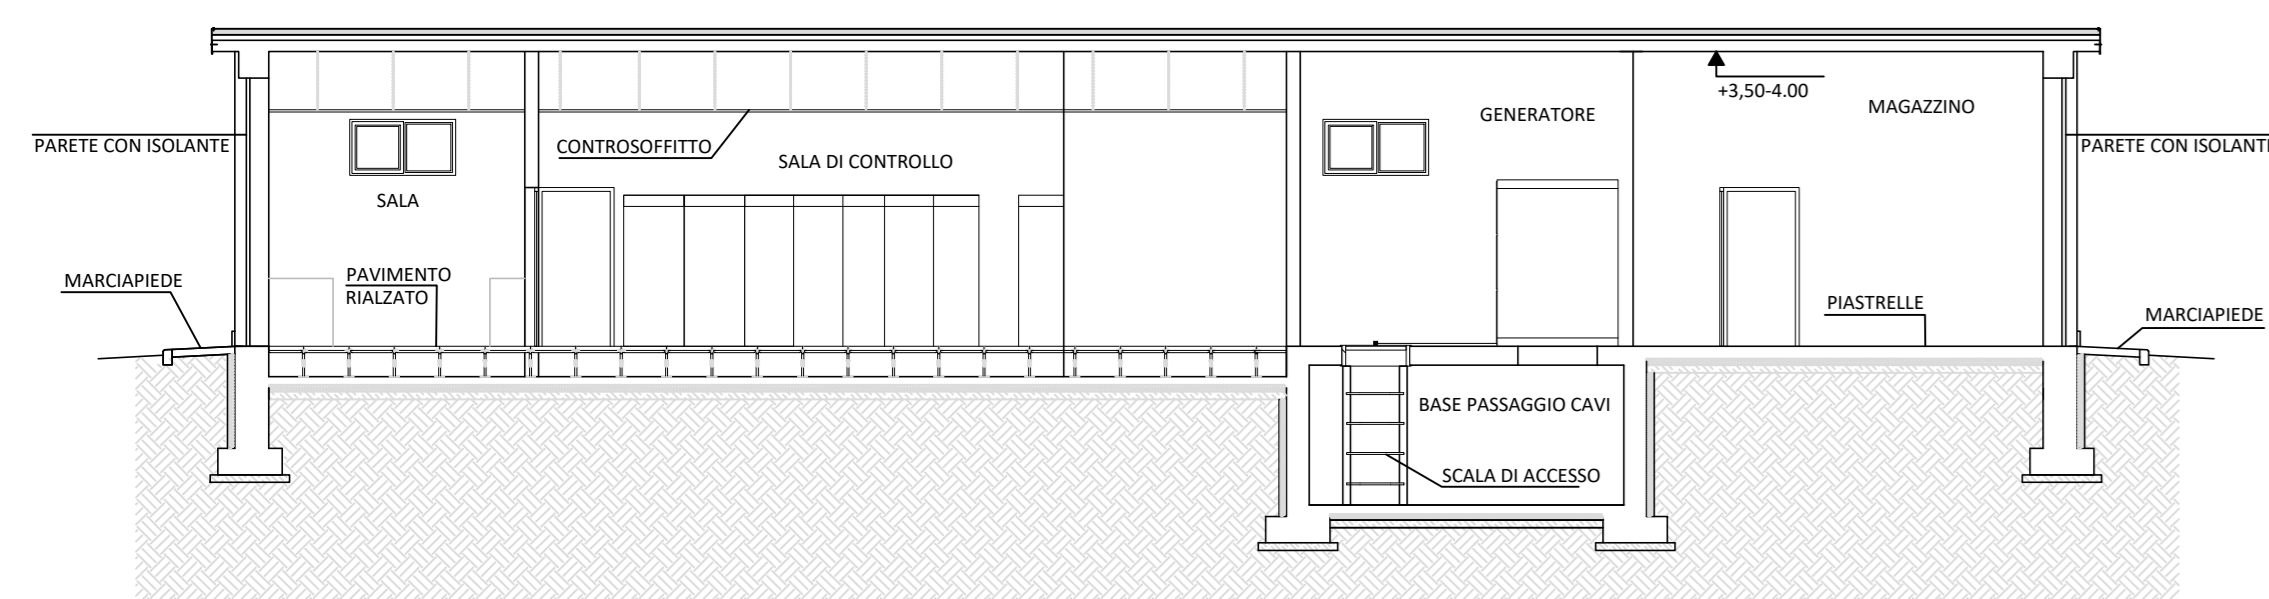 +3,50-4.00
MAGAZZINO
GENERATORE
PARETE CON ISOLANTE
CONTROSOFFITTO
PARETE CON ISOLANTE
SALA DI CONTROLLO
SALA
PAVIMENTO
RIALZATO
MARCIAPIEDE
PIASTRELLE
MARCIAPIEDE
BASE PASSAGGIO CAVI
SCALA DI ACCESSO